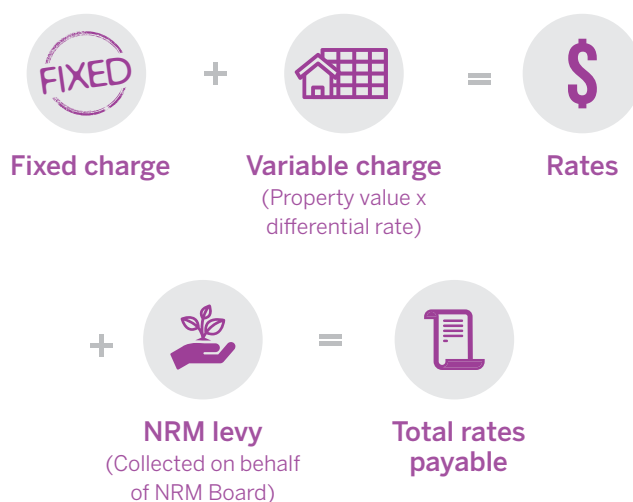 FIXED
+
=
$
Fixed charge
Variable charge
(Property value x
differential rate)
Rates
+
=
NRM levy
(Collected on behalf
of NRM Board)
Total rates
payable